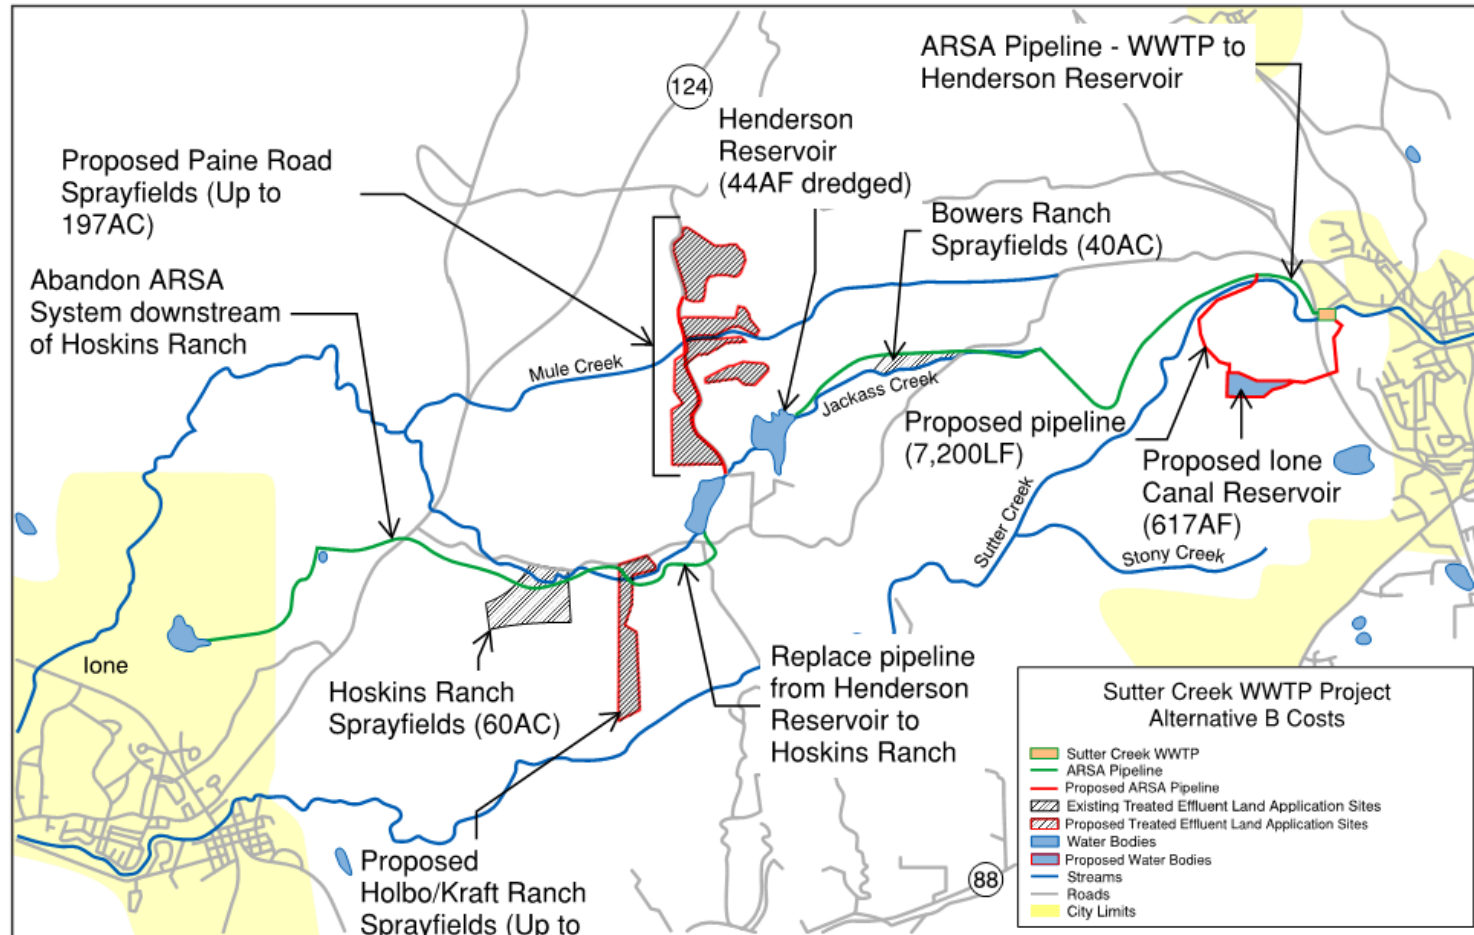 ARSA Pipeline - WWTP to
Henderson Reservoir
124
Henderson
Reservoir
(44AF dredged)
Proposed Paine Road
Sprayfields (Up to
197AC)
Bowers Ranch
Sprayfields (40AC)
Abandon ARSA
System downstream
of Hoskins Ranch
Mule Creek
Jackass Creek
Proposed pipeline
(7,200LF)
Proposed Ione
Canal Reservoir
(617AF)
Sutter Creek
Stony Creek
Ione
Hoskins Ranch
Sprayfields (60AC)
Replace pipeline
from Henderson
Reservoir to
Hoskins Ranch
Proposed
Holbo/Kraft Ranch
Sprayfields (Up to
88
Sutter Creek WWTP Project
Alternative B Costs
Sutter Creek WWTP
ARSA Pipeline
Proposed ARSA Pipeline
Existing Treated Effluent Land Application Sites
Proposed Treated Effluent Land Application Sites
Water Bodies
Proposed Water Bodies
Streams
Roads
City Limits